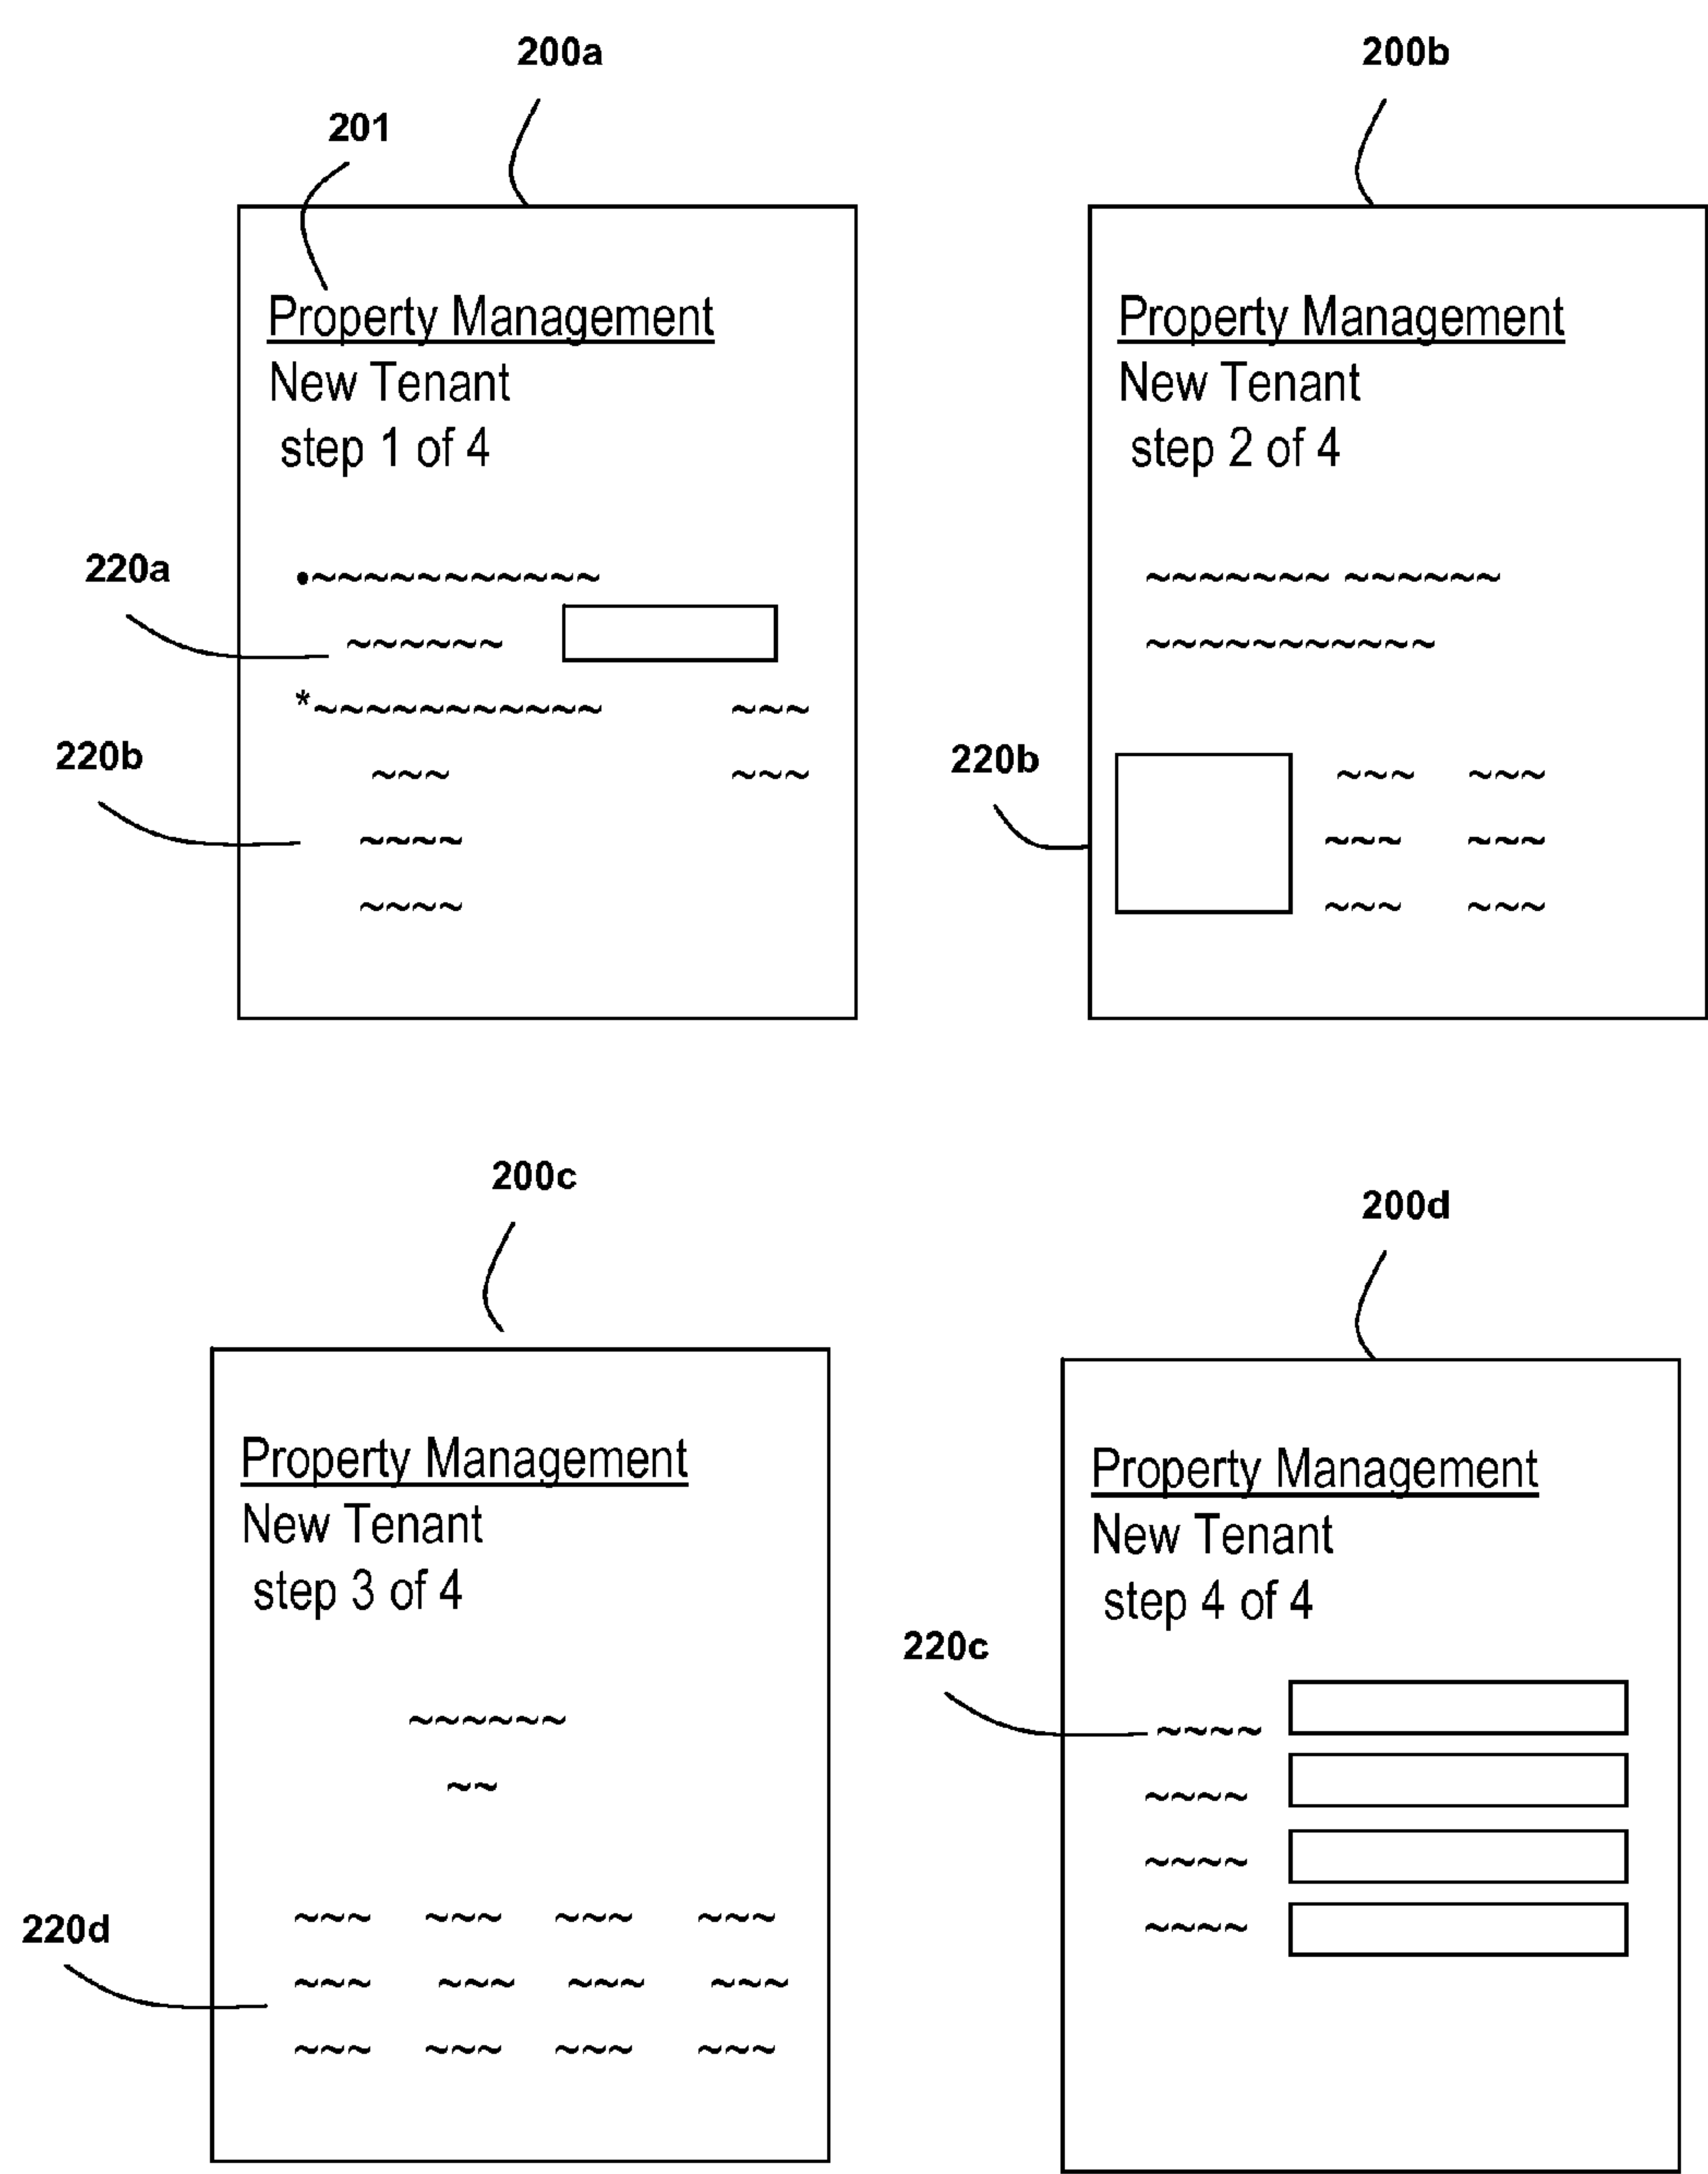 200a
200b
201
Property Management
New Tenant
step 1 of 4
Property Management
New Tenant
step 2 of 4
220a
•~~~~~~~~~~~
~~~~~~
*~~~~~~~~~~~ ~~~
220b
~~~ ~~~
~~~~
~~~~
~~~~~~~ ~~~~~~
~~~~~~~~~~~
220b
~~~ ~~~
~~~ ~~~
~~~ ~~~
200c
200d
Property Management
New Tenant
step 3 of 4
Property Management
New Tenant
step 4 of 4
~~~~~~
~~
220d
~~~ ~~~ ~~~ ~~~
~~~ ~~~ ~~~ ~~~
~~~ ~~~ ~~~ ~~~
220c
~~~~
~~~~
~~~~
~~~~